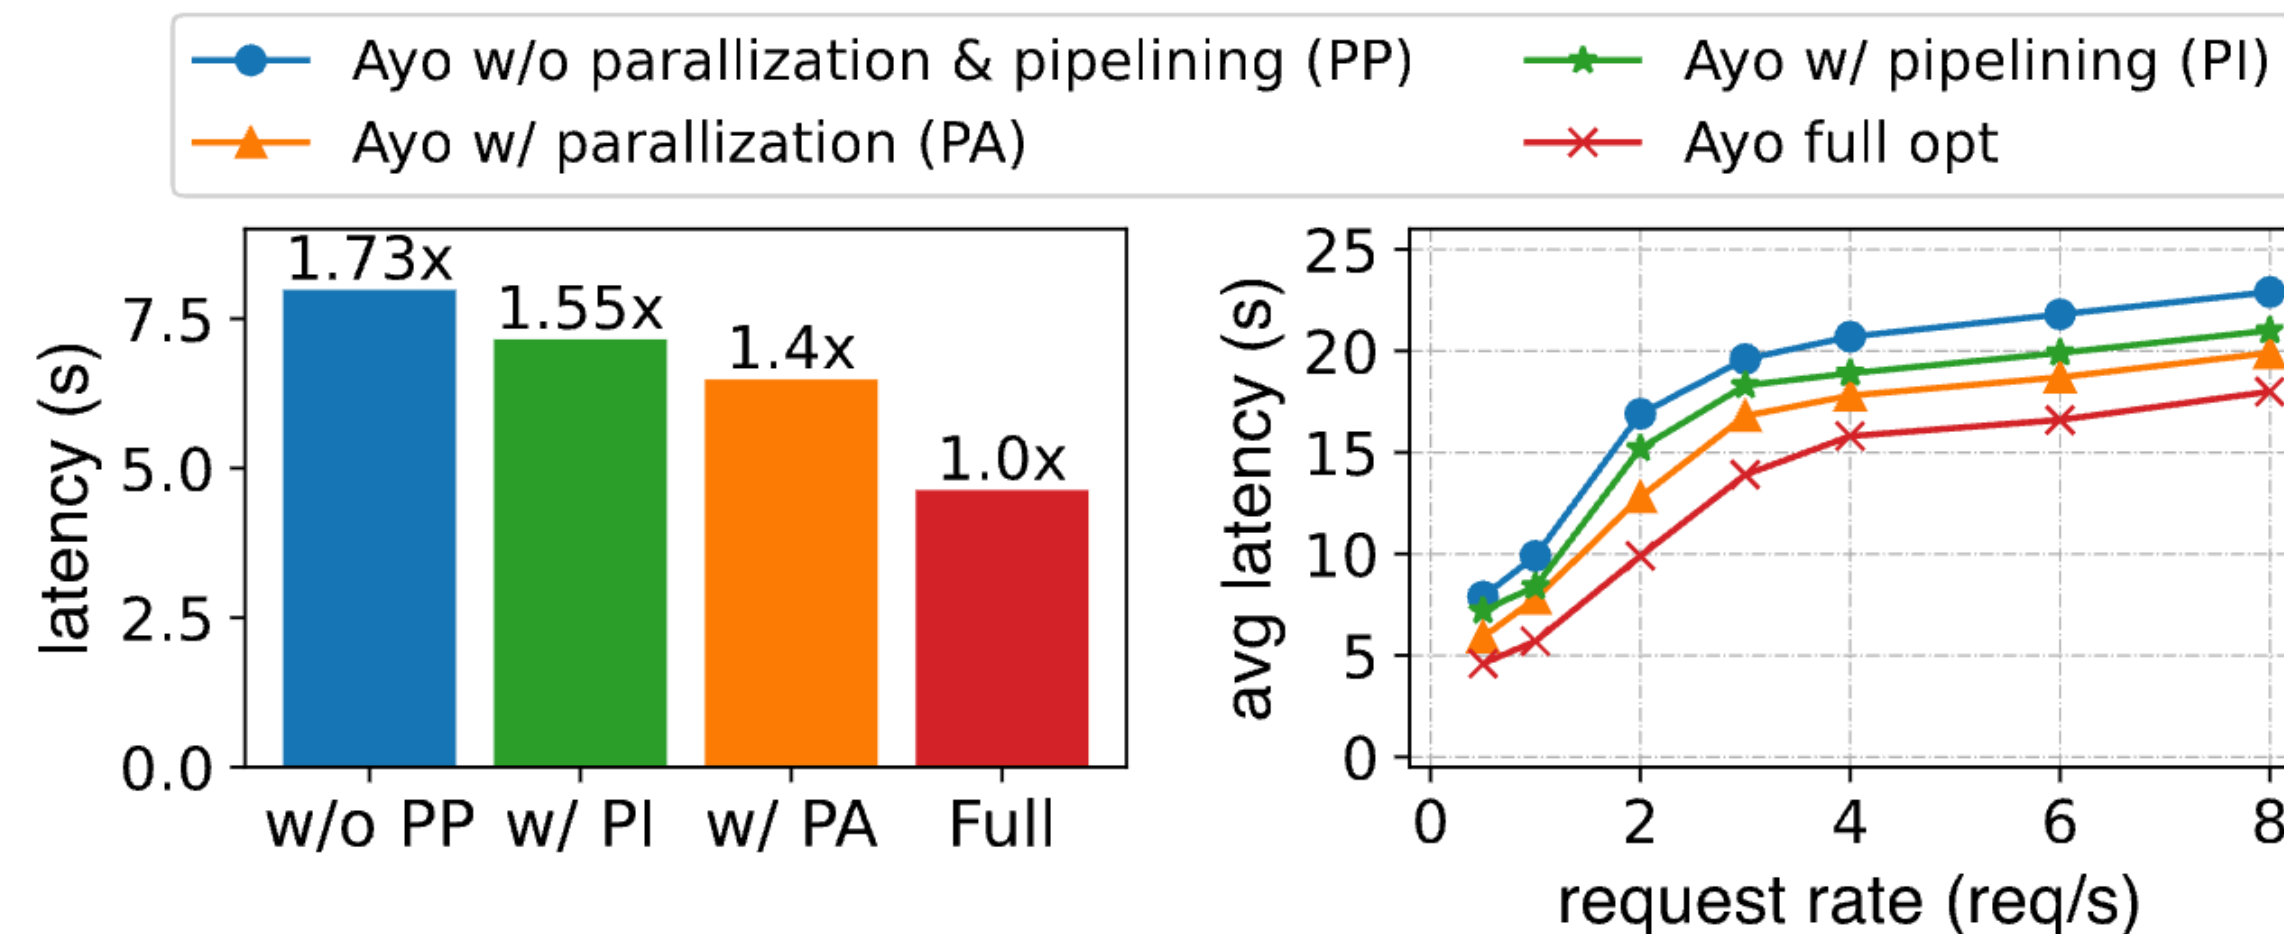 Ayo w/o parallization & pipelining (PP)
Ayo w/ parallization (PA)
Ayo w/ pipelining (PI)
Ayo full opt
latency (s)
7.5
5.0
2.5
0.0
1.73x
1.55x
1.4x
1.0x
w/o PP
w/ PI
w/ PA
Full
avg latency (s)
25
20
15
10
5
0
0
2
4
6
8
request rate (req/s)